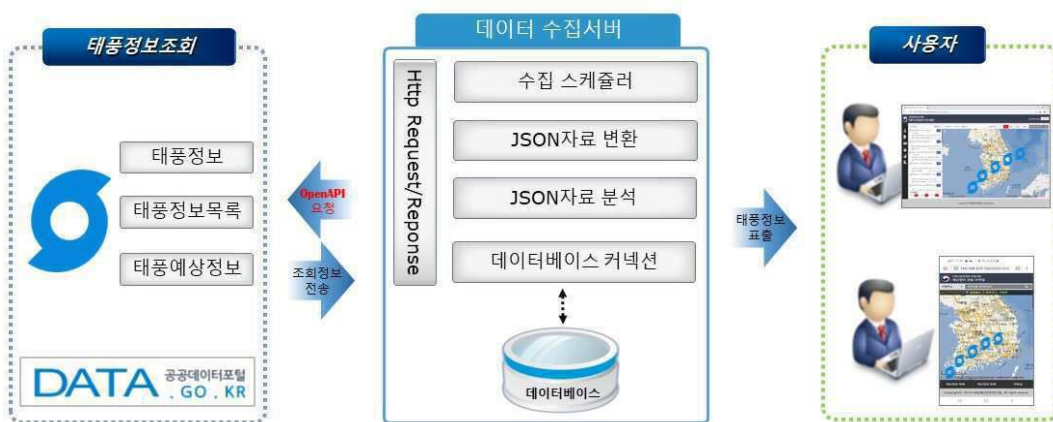 태풍정보조회
태풍정보
태풍정보목록
태풍예상정보
DATA
공공데이터포털
.GO.KR
OpenAPI
요청
조회정보
전송
데이터 수집서버
Http Request/Reponse
수집 스케쥴러
JSON자료 변환
JSON자료 분석
데이터베이스 커넥션
데이터베이스
태풍정보
표출
사용자